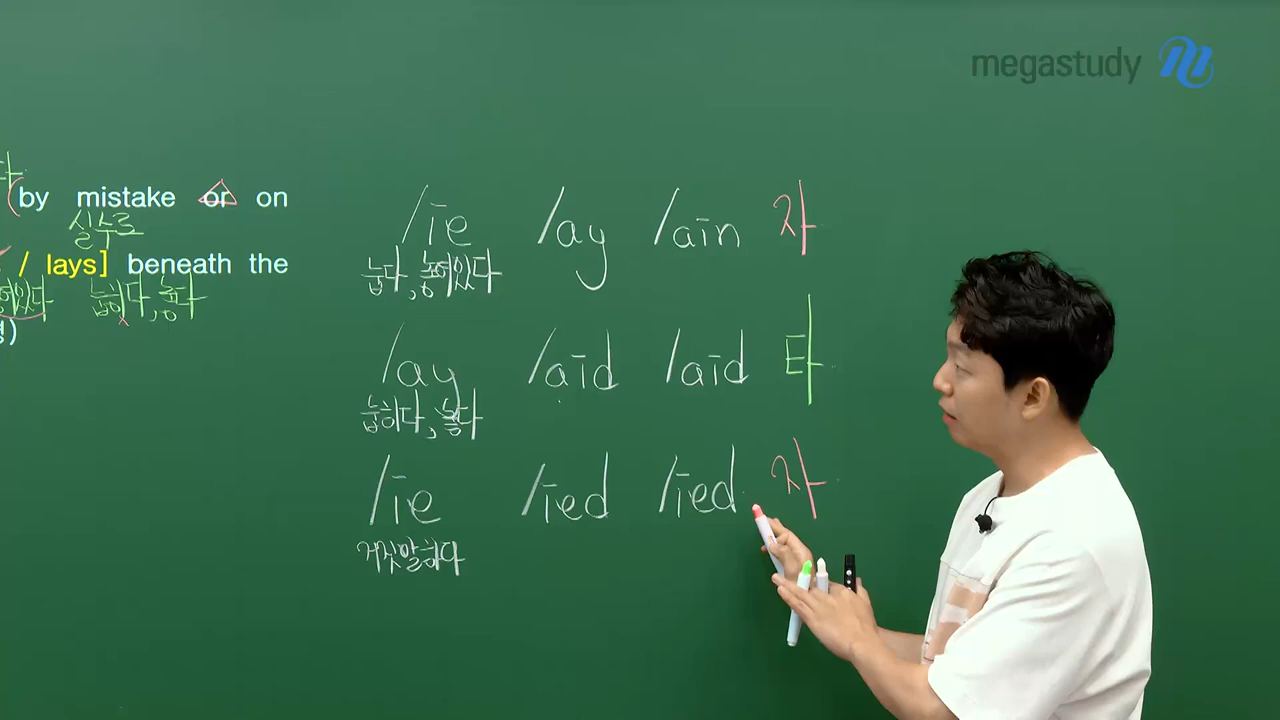 megastudy
by mistake or on
실수로
/ lays] beneath the
눕히다, 놓다
lie lay lain 자
눕다, 놓여있다
lay laid laid 타
눕히다, 놓다
lie lied lied 자
거짓말하다